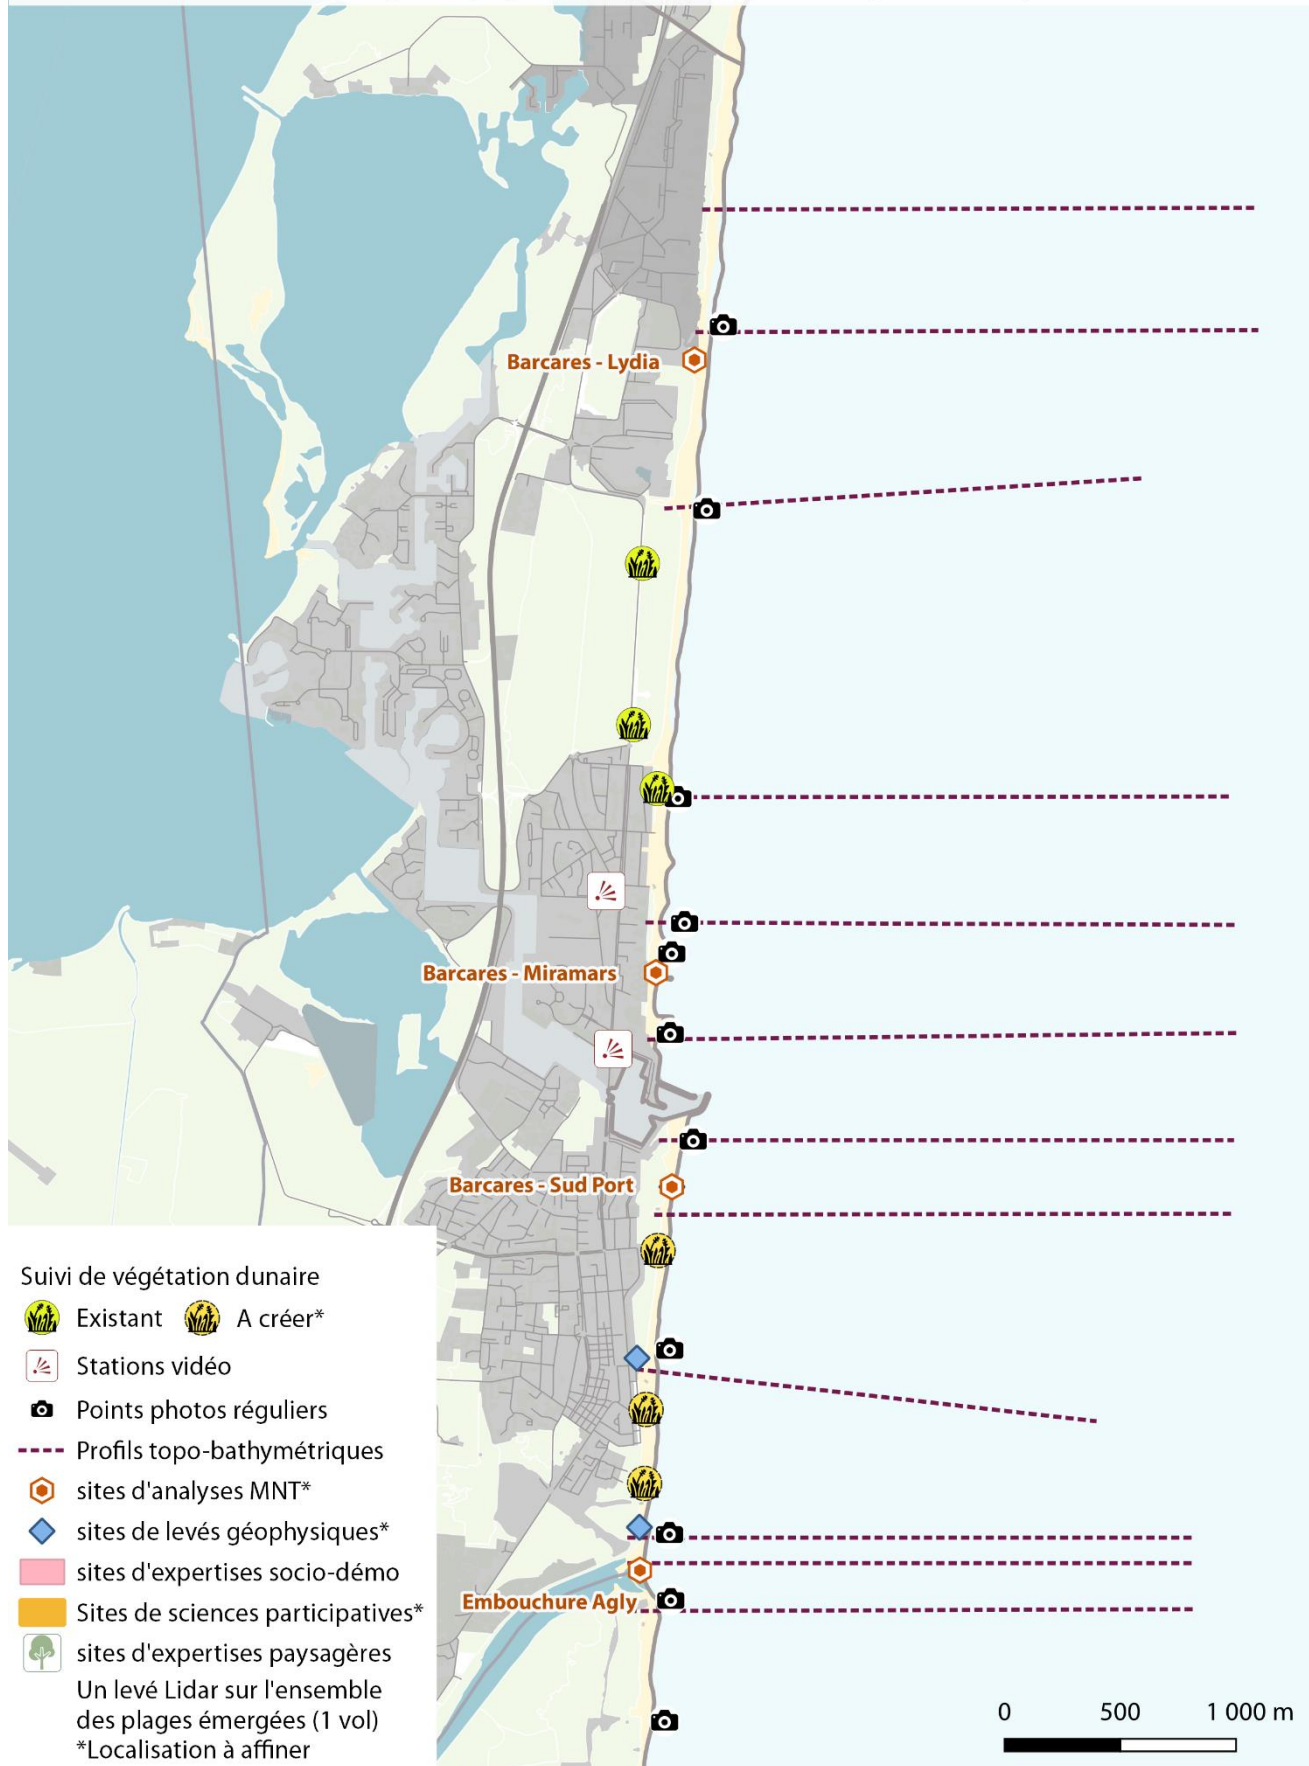 Barcares - Lydia
Barcares - Miramars
Barcares - Sud Port
Embouchure Agly
Suivi de végétation dunaire
Existant A créer*
Stations vidéo
Points photos réguliers
Profils topo-bathymétriques
sites d'analyses MNT*
sites de levés géophysiques*
sites d'expertises socio-démo
Sites de sciences participatives*
sites d'expertises paysagères
Un levé Lidar sur l'ensemble
des plages émergées (1 vol)
*Localisation à affiner
0 500 1 000 m